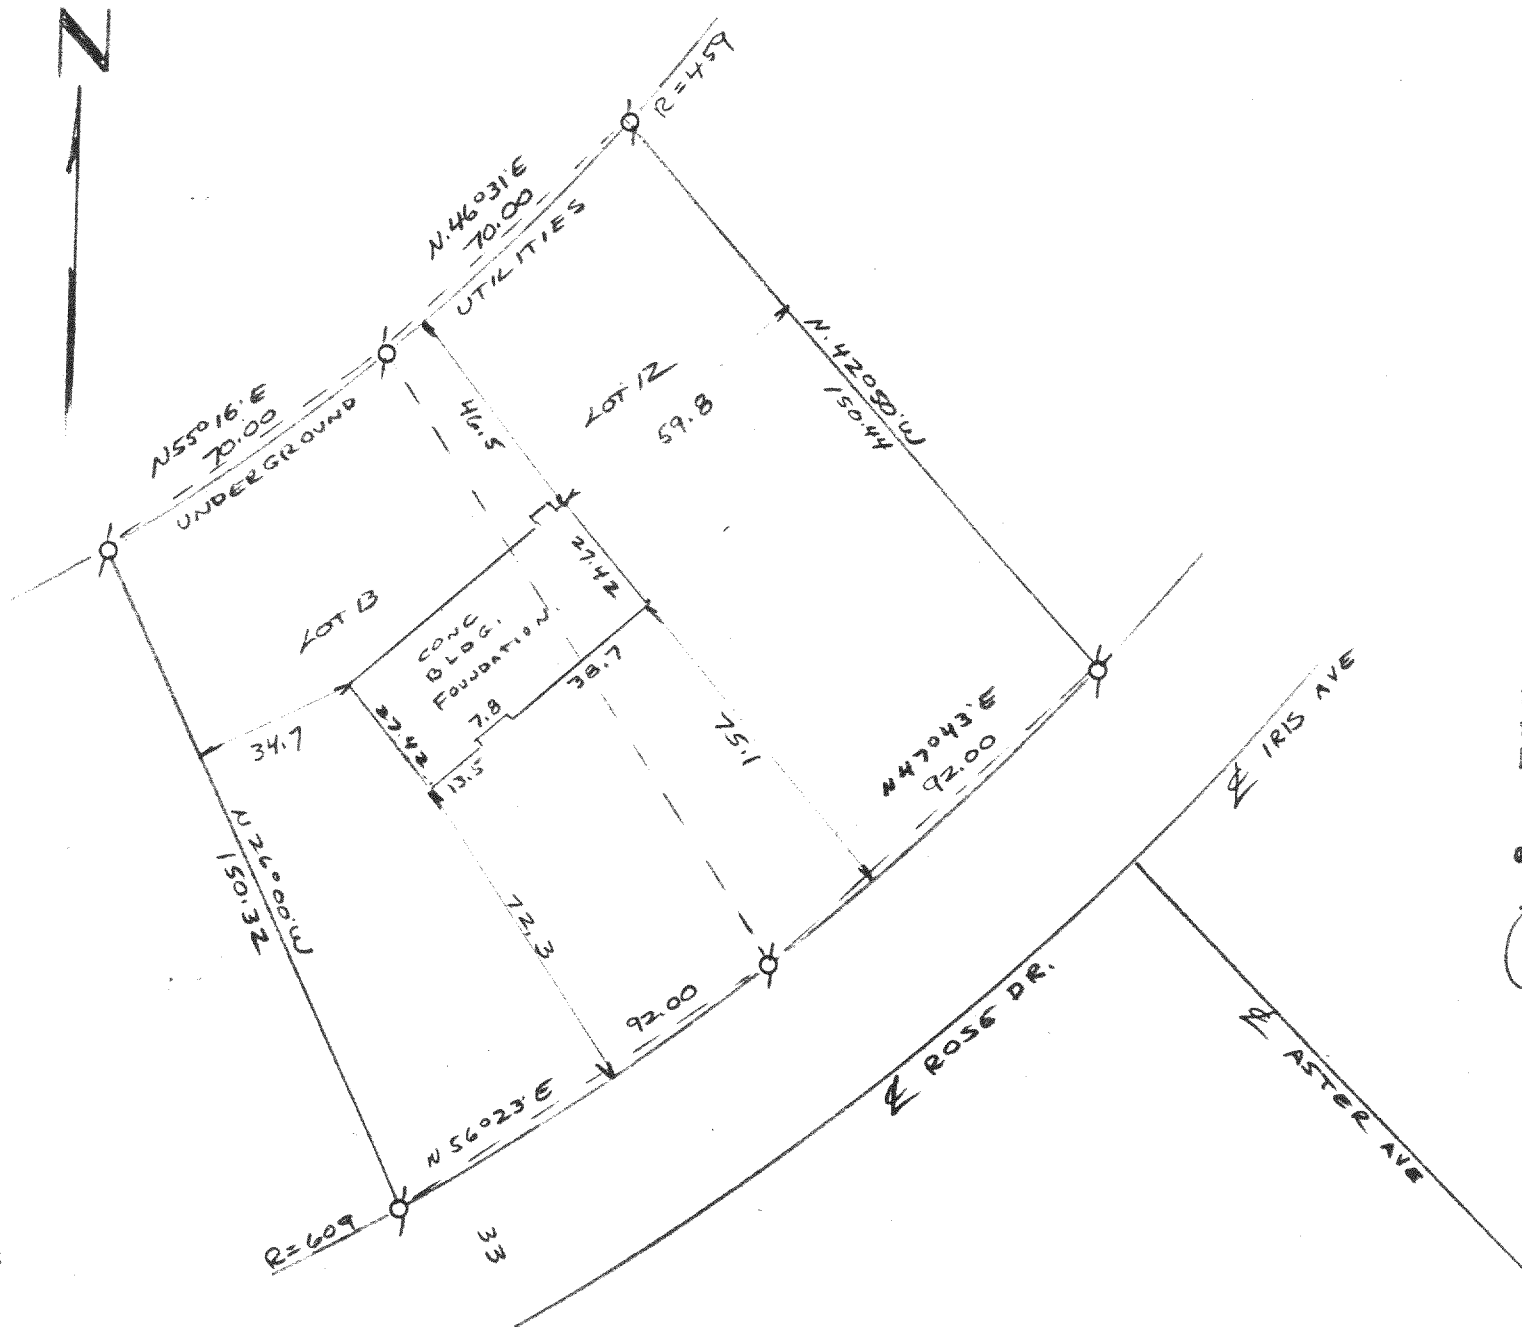 N
R=459
N.46°31'E
70.00
UTILITIES
N55°16'E
70.00
UNDERGROUND
LOT 12
59.8
46.5
N.42°50'W
150.44
27.42
LOT 13
CONC
BLDG.
FOUNDATION
38.7
7.8
13.5
27.42
34.7
75.1
N47°43'E
92.00
℄ IRIS AVE
N26°00'W
150.32
72.3
92.00
N56°23'E
℄ ROSE DR.
℄ ASTER AVE
R=609
33